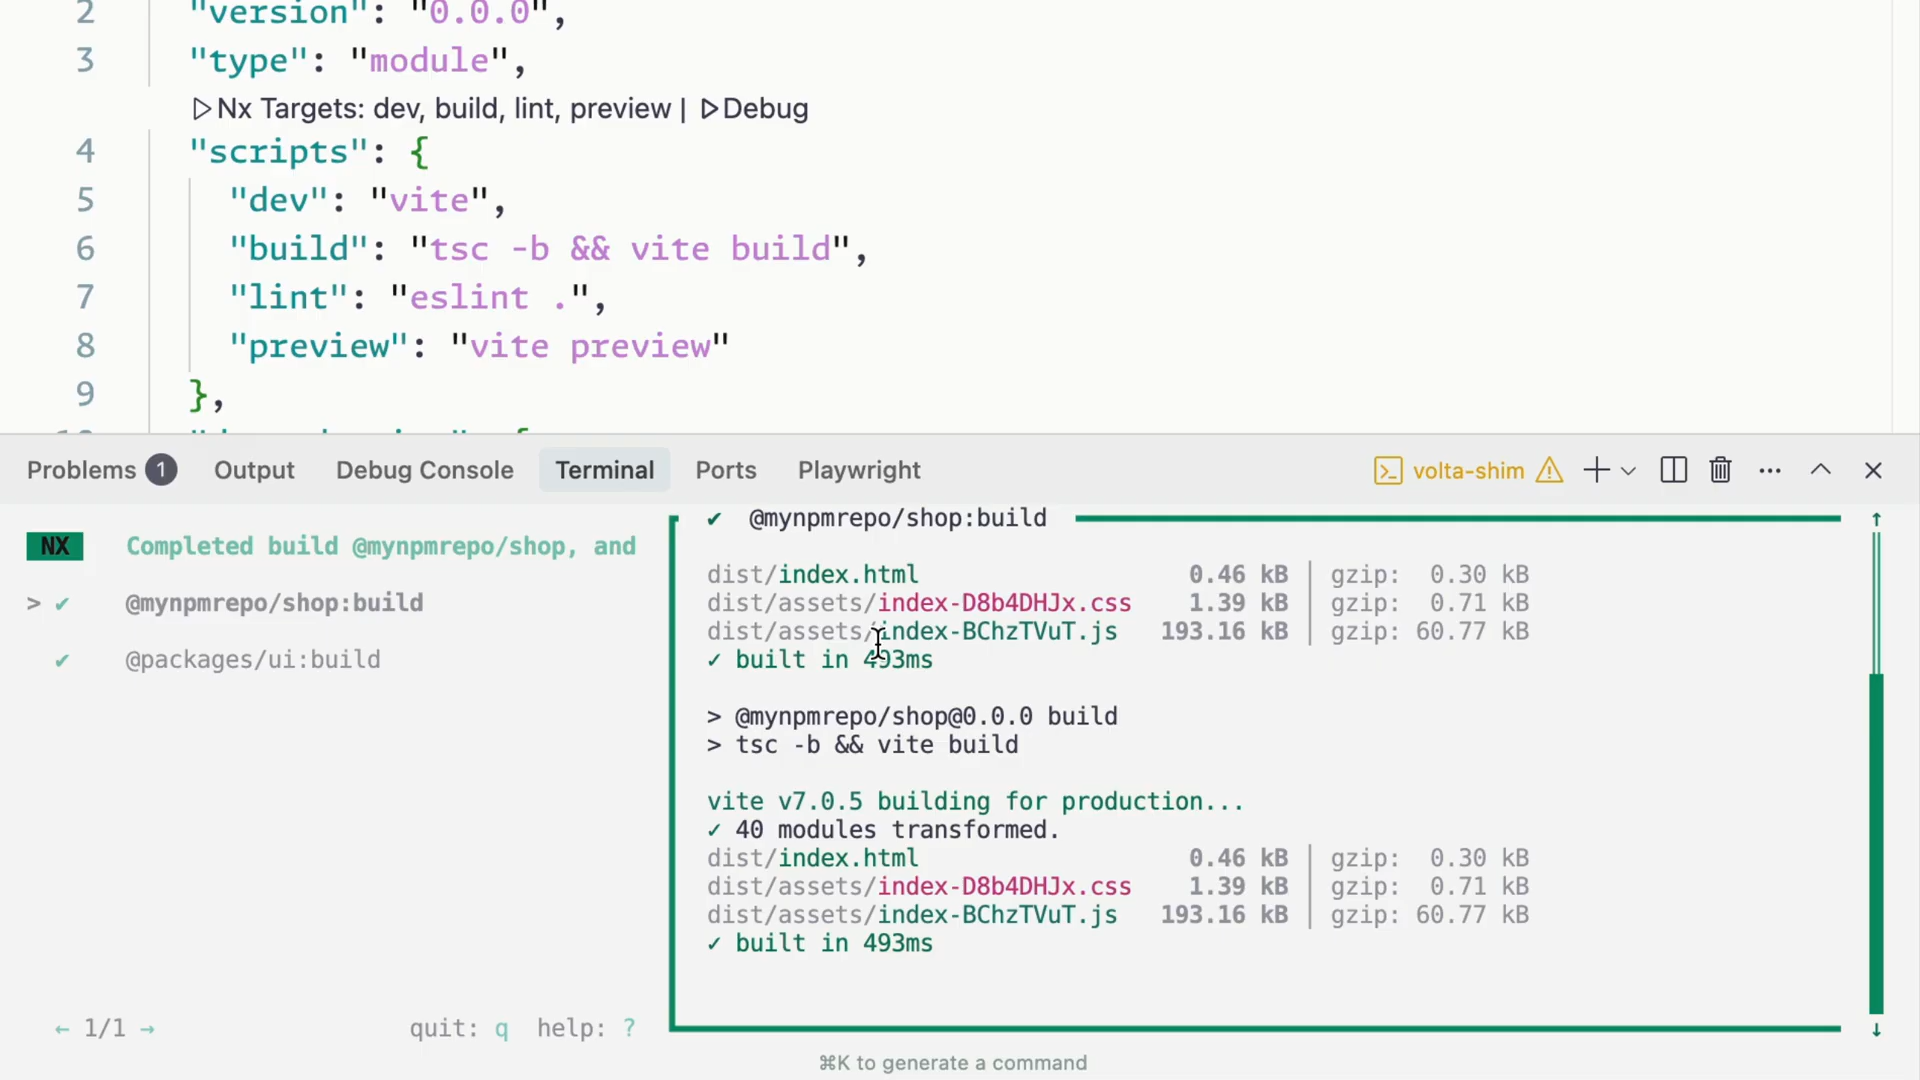 2 "version": "0.0.0",
3 "type": "module",
Nx Targets: dev, build, lint, preview | Debug
4 "scripts": {
5 "dev": "vite",
6 "build": "tsc -b && vite build",
7 "lint": "eslint .",
8 "preview": "vite preview"
9 },
Problems 1 Output Debug Console Terminal Ports Playwright volta-shim
NX Completed build @mynpmrepo/shop, and
> ✔ @mynpmrepo/shop:build
✔ @packages/ui:build
← 1/1 → quit: q help: ?
✔ @mynpmrepo/shop:build
dist/index.html 0.46 kB │ gzip: 0.30 kB
dist/assets/index-D8b4DHJx.css 1.39 kB │ gzip: 0.71 kB
dist/assets/index-BChzTVuT.js 193.16 kB │ gzip: 60.77 kB
✓ built in 493ms
> @mynpmrepo/shop@0.0.0 build
> tsc -b && vite build
vite v7.0.5 building for production...
✓ 40 modules transformed.
dist/index.html 0.46 kB │ gzip: 0.30 kB
dist/assets/index-D8b4DHJx.css 1.39 kB │ gzip: 0.71 kB
dist/assets/index-BChzTVuT.js 193.16 kB │ gzip: 60.77 kB
✓ built in 493ms
⌘K to generate a command